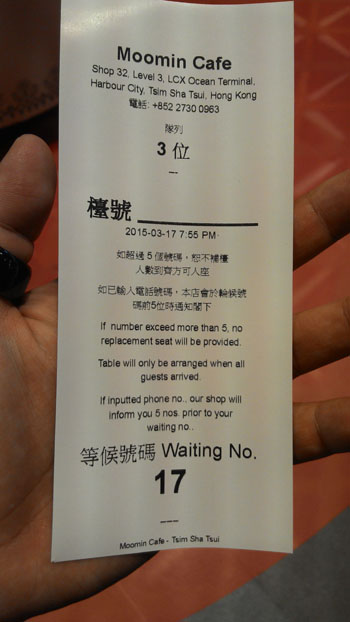 Moomin Cafe
Shop 32, Level 3, LCX Ocean Terminal,
Harbour City, Tsim Sha Tsui, Hong Kong
電話: +852 2730 0963
隊列
3 位
--
檯號 ___________
2015-03-17 7:55 PM
如超過 5 個號碼，恕不補檯
人數到齊方可入座
如已輸入電話號碼，本店會於輪候號
碼前5位時通知閣下
If number exceed more than 5, no
replacement seat will be provided.
Table will only be arranged when all
guests arrived.
If inputted phone no., our shop will
inform you 5 nos. prior to your
waiting no..
等候號碼 Waiting No.
17
---
Moomin Cafe - Tsim Sha Tsui